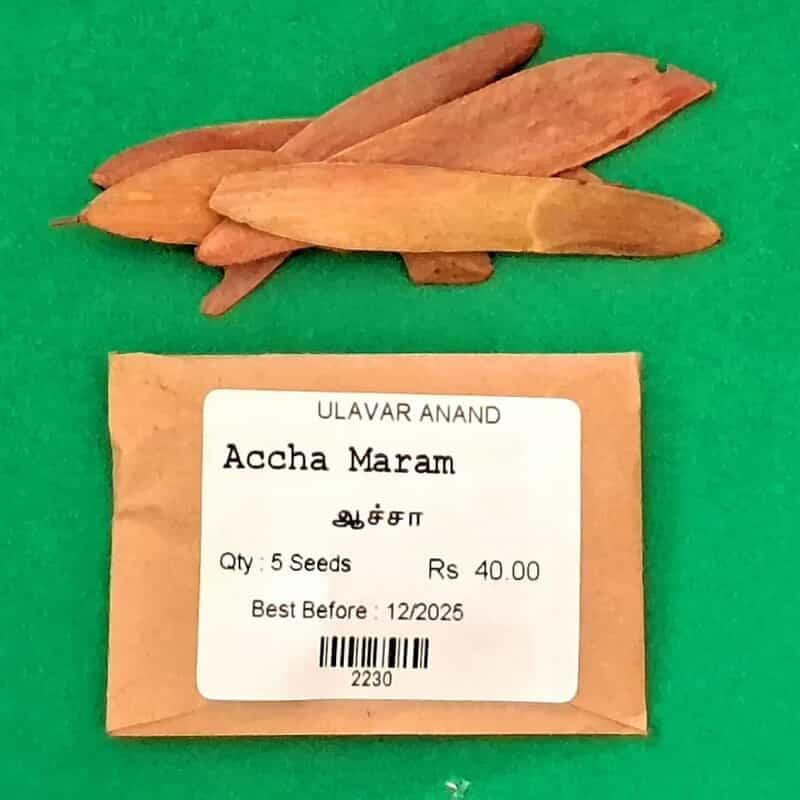 ULAVAR ANAND
Accha Maram
ஆச்சா
Qty : 5 Seeds Rs 40.00
Best Before : 12/2025
2230